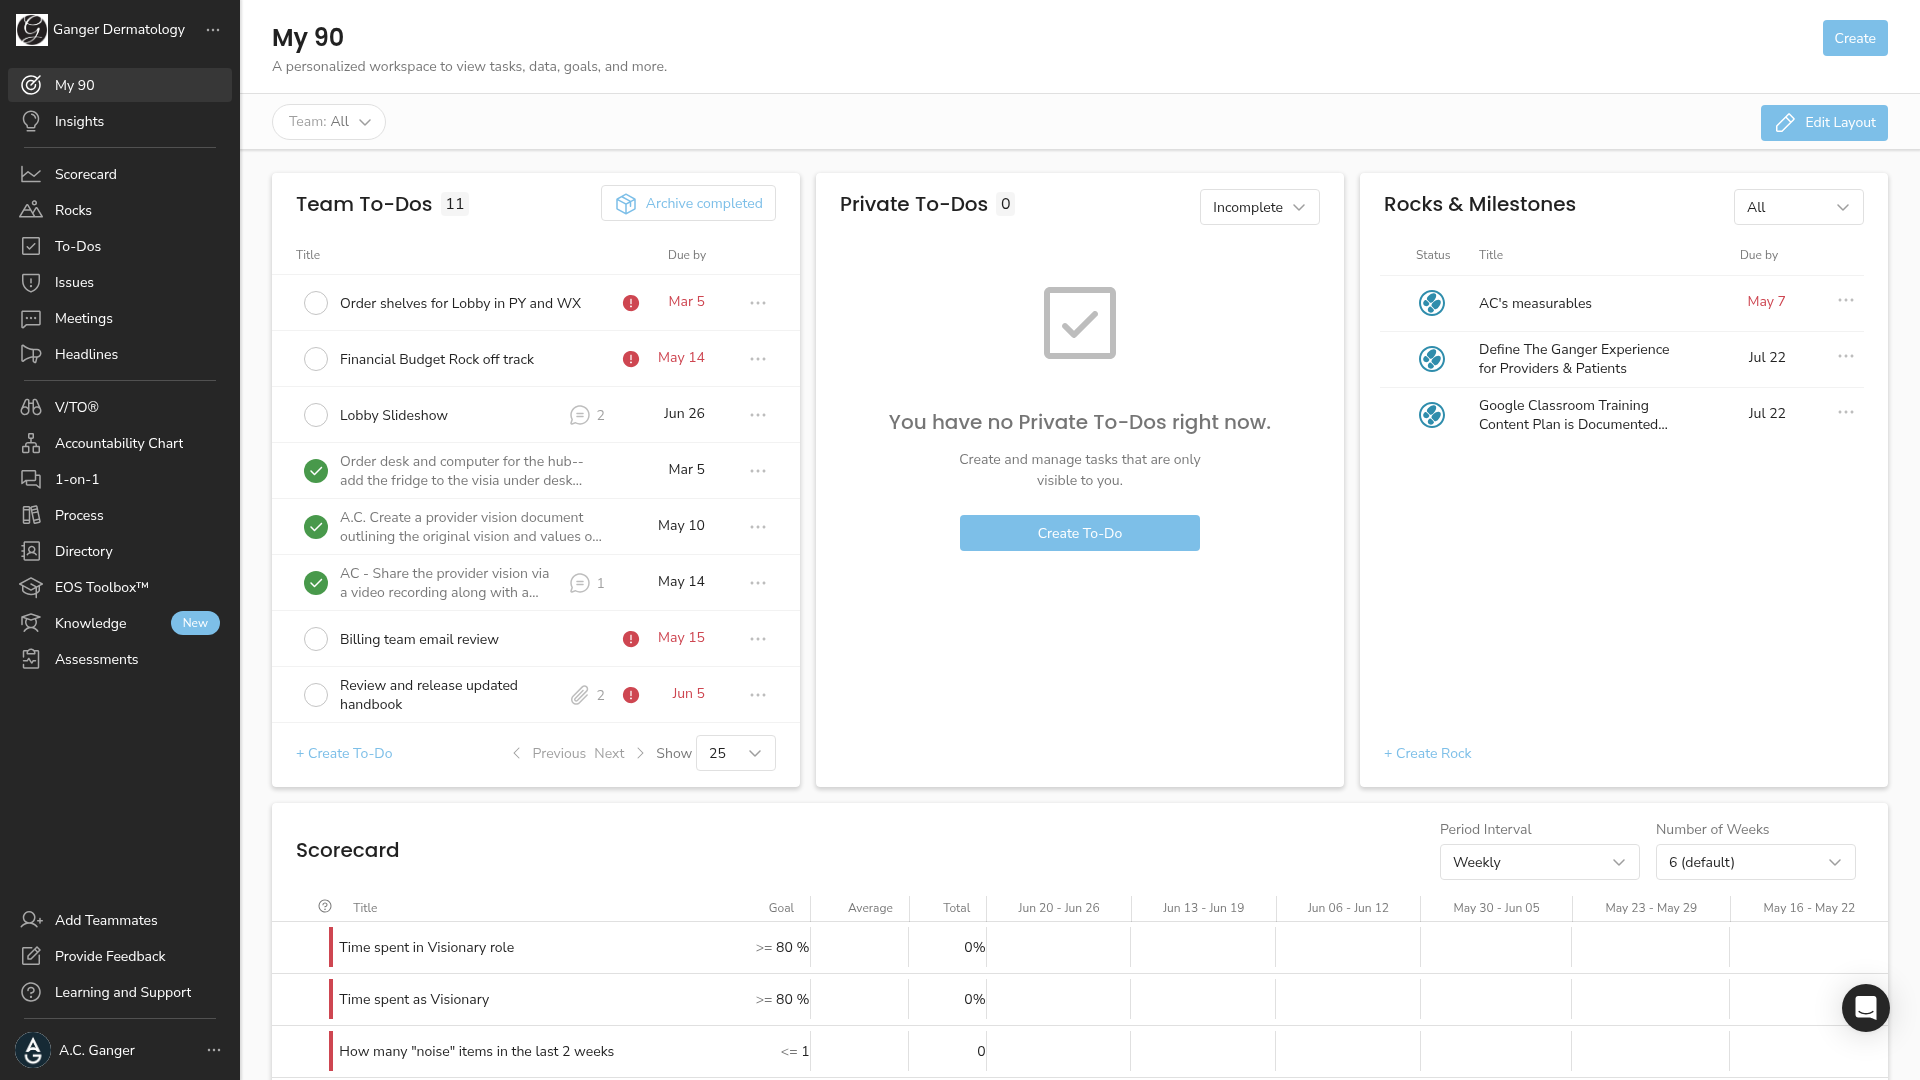 Ganger Dermatology
My 90
Insights
Scorecard
Rocks
To-Dos
Issues
Meetings
Headlines
V/TO®
Accountability Chart
1-on-1
Process
Directory
EOS Toolbox™
Knowledge New
Assessments
Add Teammates
Provide Feedback
Learning and Support
A.C. Ganger
My 90
A personalized workspace to view tasks, data, goals, and more.
Create
Team: All
Edit Layout
Team To-Dos 11
Archive completed
Title Due by
Order shelves for Lobby in PY and WX Mar 5
Financial Budget Rock off track May 14
Lobby Slideshow 2 Jun 26
Order desk and computer for the hub--
add the fridge to the visia under desk...
Mar 5
A.C. Create a provider vision document
outlining the original vision and values o...
May 10
AC - Share the provider vision via
a video recording along with a...
1 May 14
Billing team email review May 15
Review and release updated
handbook
2 Jun 5
+ Create To-Do Previous Next Show 25
Private To-Dos 0
Incomplete
You have no Private To-Dos right now.
Create and manage tasks that are only
visible to you.
Create To-Do
Rocks & Milestones
All
Status Title Due by
AC's measurables May 7
Define The Ganger Experience
for Providers & Patients
Jul 22
Google Classroom Training
Content Plan is Documented...
Jul 22
+ Create Rock
Scorecard
Period Interval
Weekly
Number of Weeks
6 (default)
Title Goal Average Total Jun 20 - Jun 26 Jun 13 - Jun 19 Jun 06 - Jun 12 May 30 - Jun 05 May 23 - May 29 May 16 - May 22
Time spent in Visionary role >= 80 % 0%
Time spent as Visionary >= 80 % 0%
How many "noise" items in the last 2 weeks <= 1 0